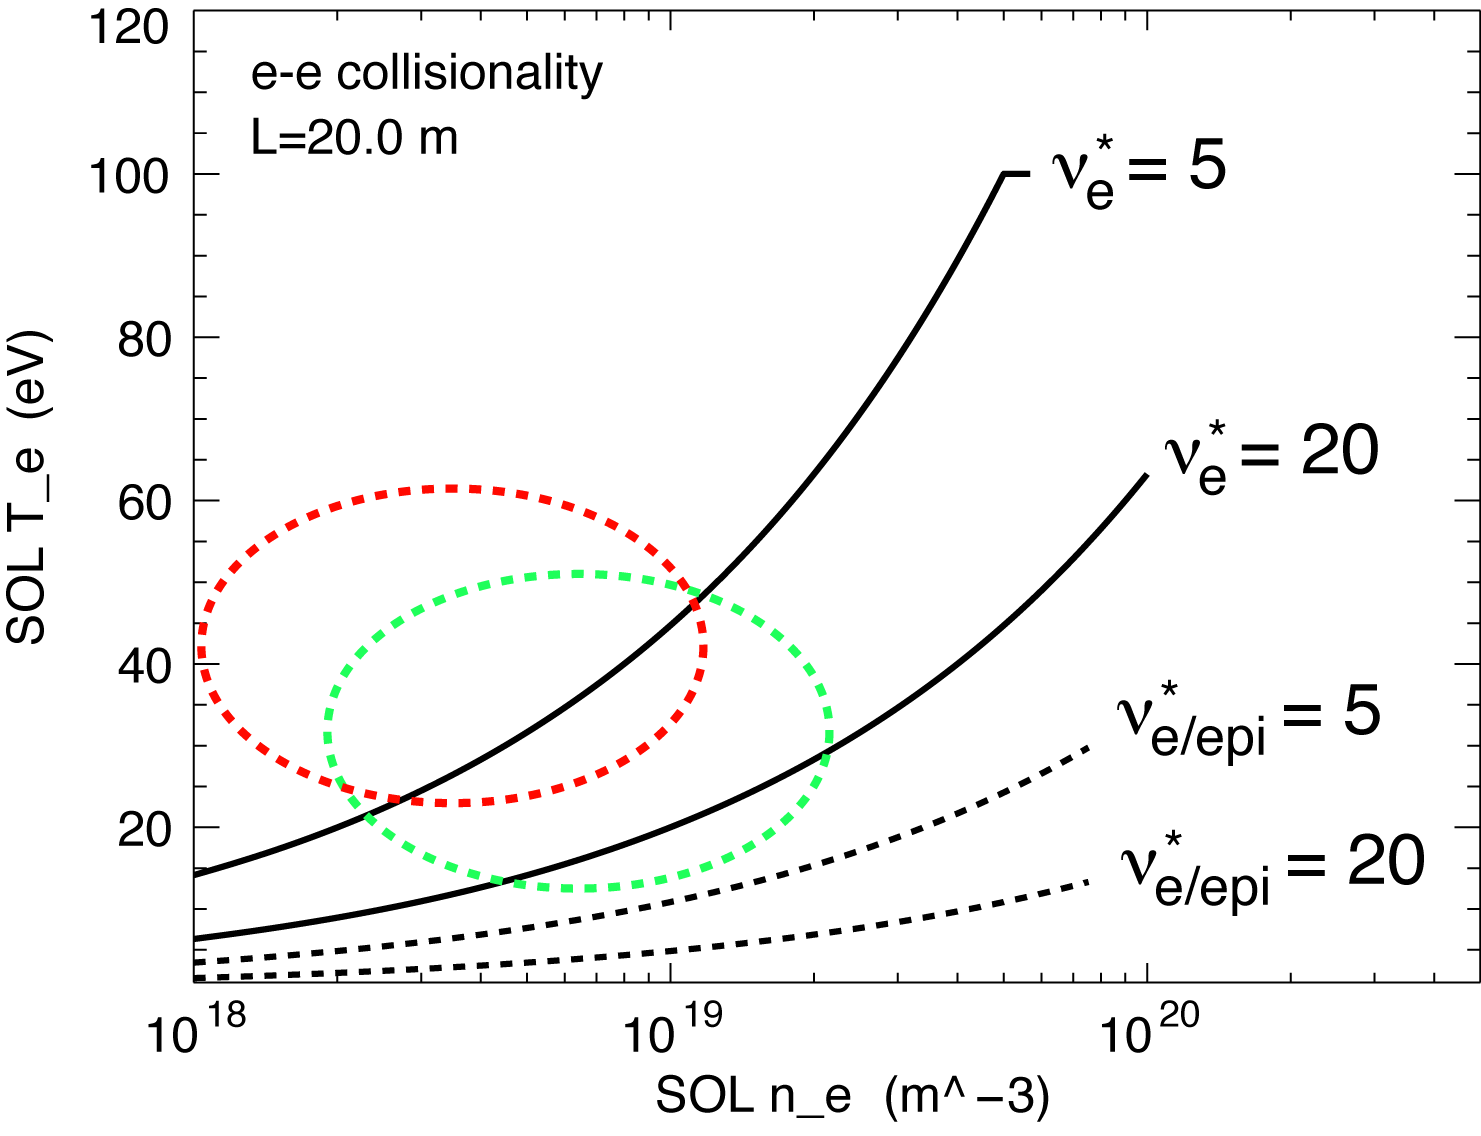 e-e collisionality
L=20.0 m
120
100
80
60
40
20
SOL T_e (eV)
ν*e = 5
ν*e = 20
ν*e/epi = 5
ν*e/epi = 20
10^18
10^19
10^20
SOL n_e (m^−3)